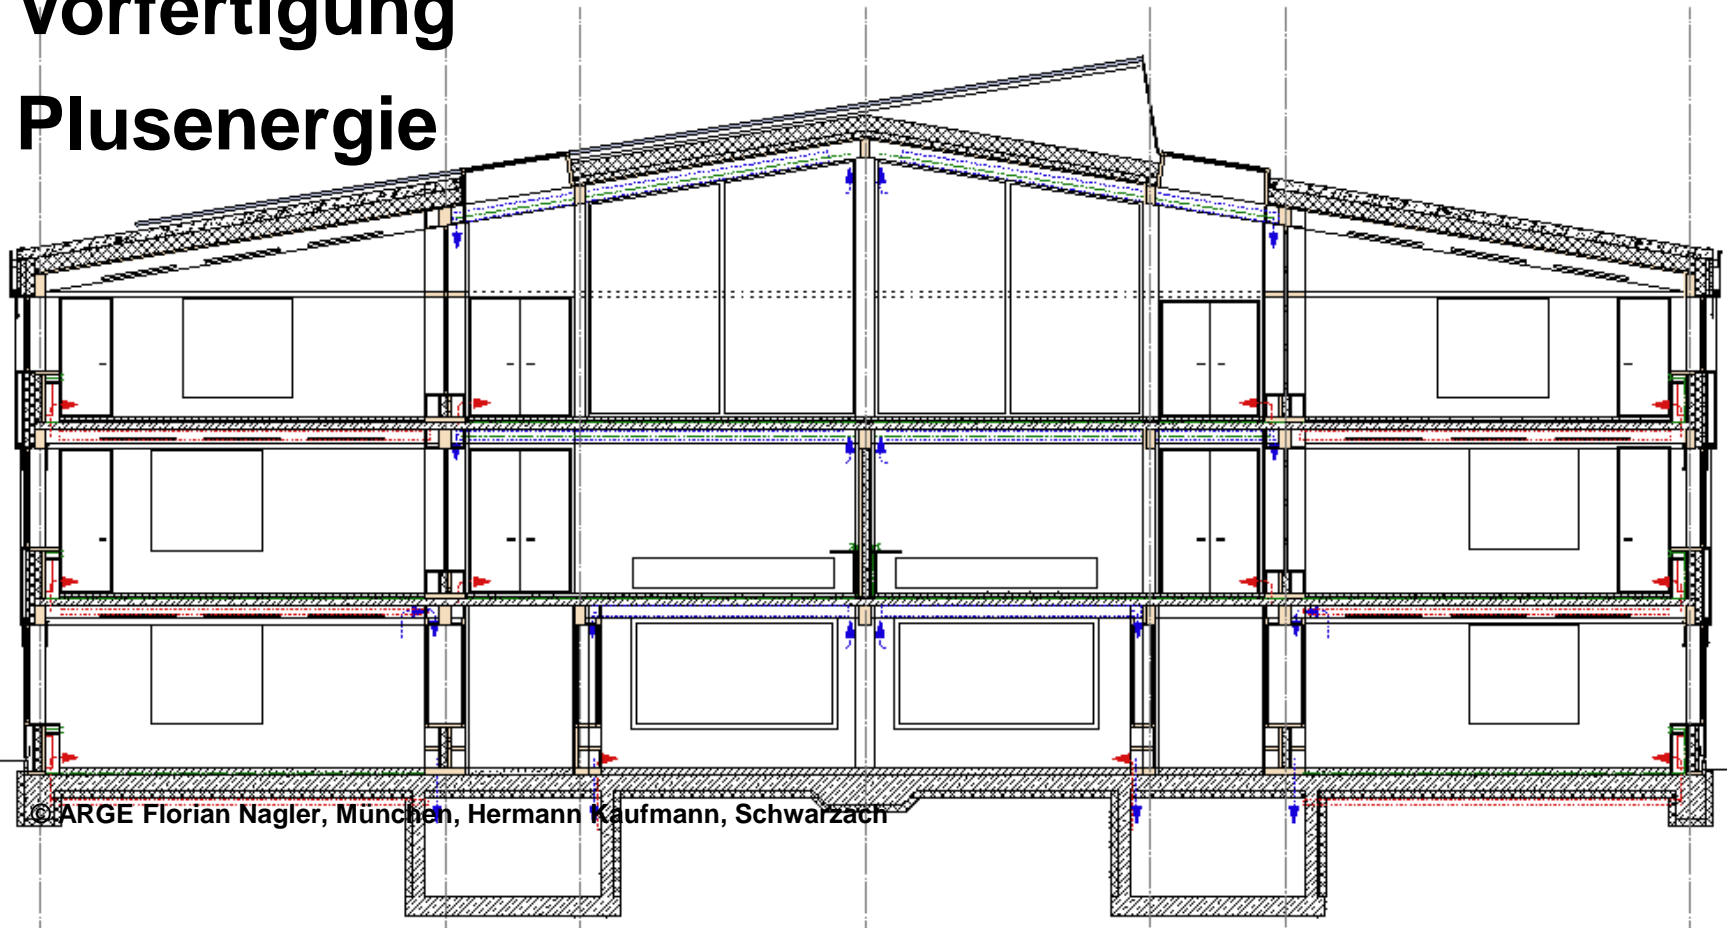 Vorfertigung
Plusenergie
© ARGE Florian Nagler, München, Hermann Kaufmann, Schwarzach